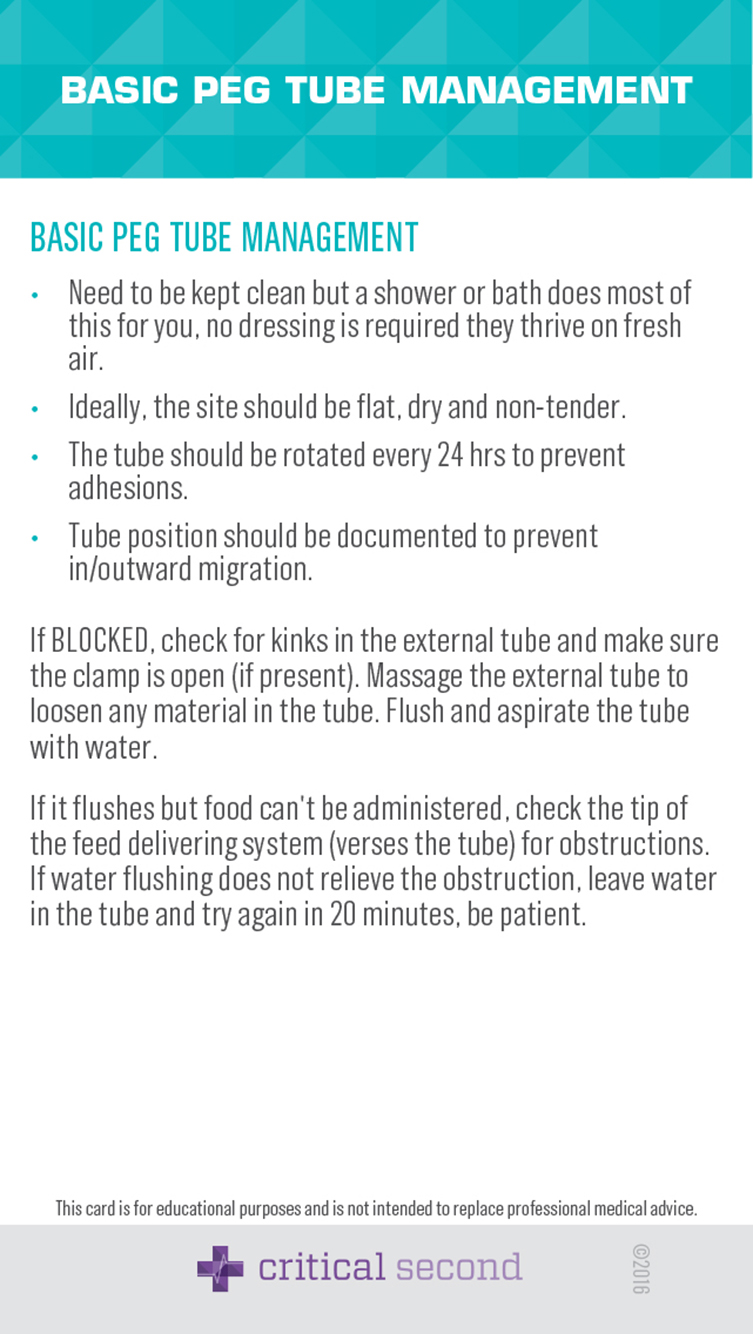 BASIC PEG TUBE MANAGEMENT
BASIC PEG TUBE MANAGEMENT
• Need to be kept clean but a shower or bath does most of
this for you, no dressing is required they thrive on fresh
air.
• Ideally, the site should be flat, dry and non-tender.
• The tube should be rotated every 24 hrs to prevent
adhesions.
• Tube position should be documented to prevent
in/outward migration.
If BLOCKED, check for kinks in the external tube and make sure
the clamp is open (if present). Massage the external tube to
loosen any material in the tube. Flush and aspirate the tube
with water.
If it flushes but food can't be administered, check the tip of
the feed delivering system (verses the tube) for obstructions.
If water flushing does not relieve the obstruction, leave water
in the tube and try again in 20 minutes, be patient.
This card is for educational purposes and is not intended to replace professional medical advice.
critical second
©2016